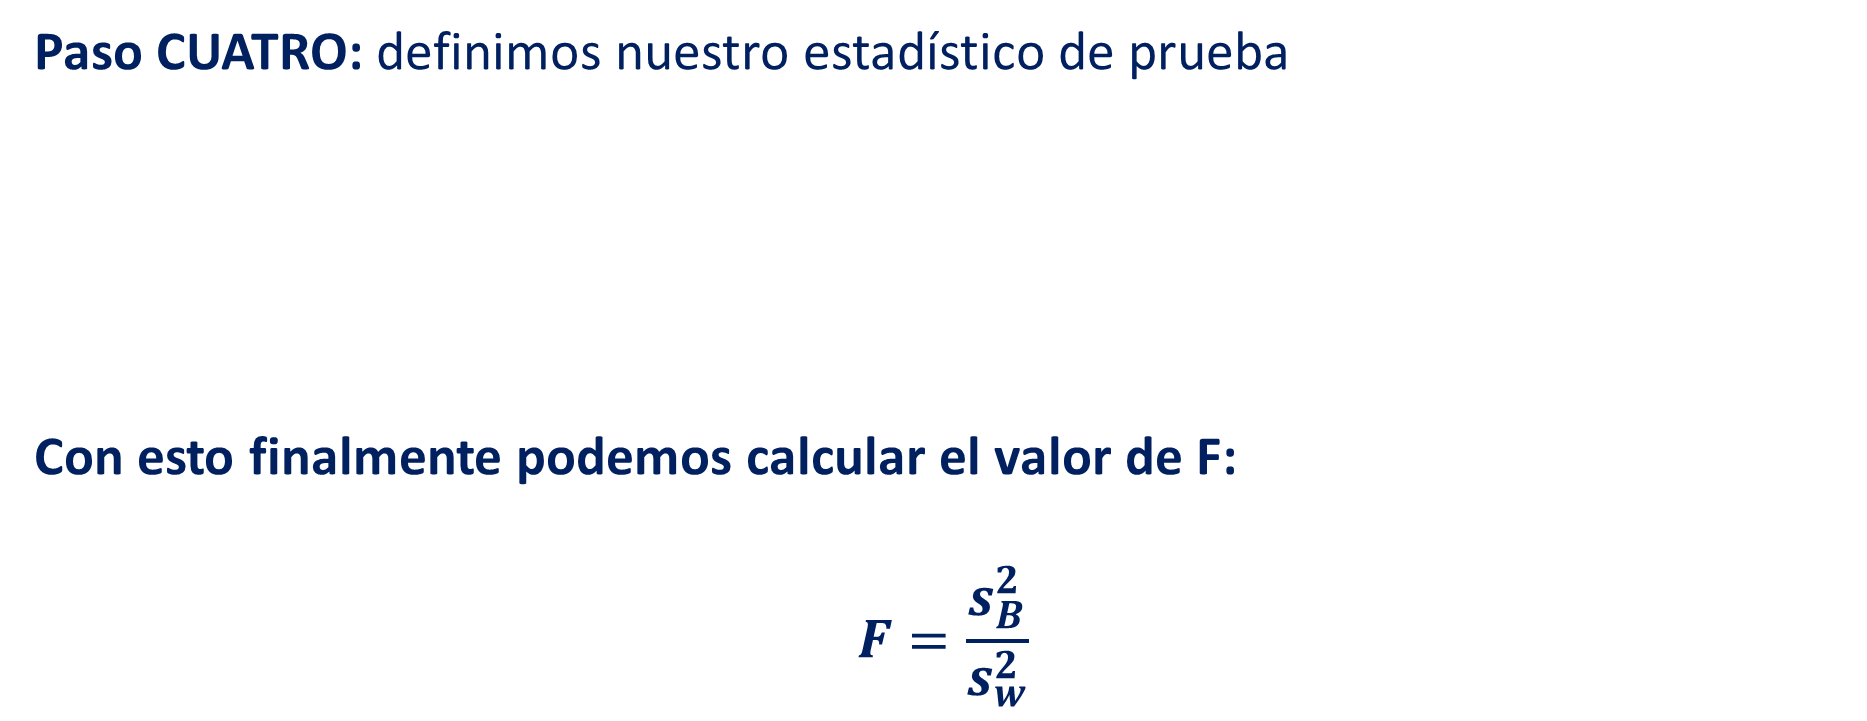 Paso CUATRO: definimos nuestro estadístico de prueba
Con esto finalmente podemos calcular el valor de F:
F = s_B^2 / s_w^2